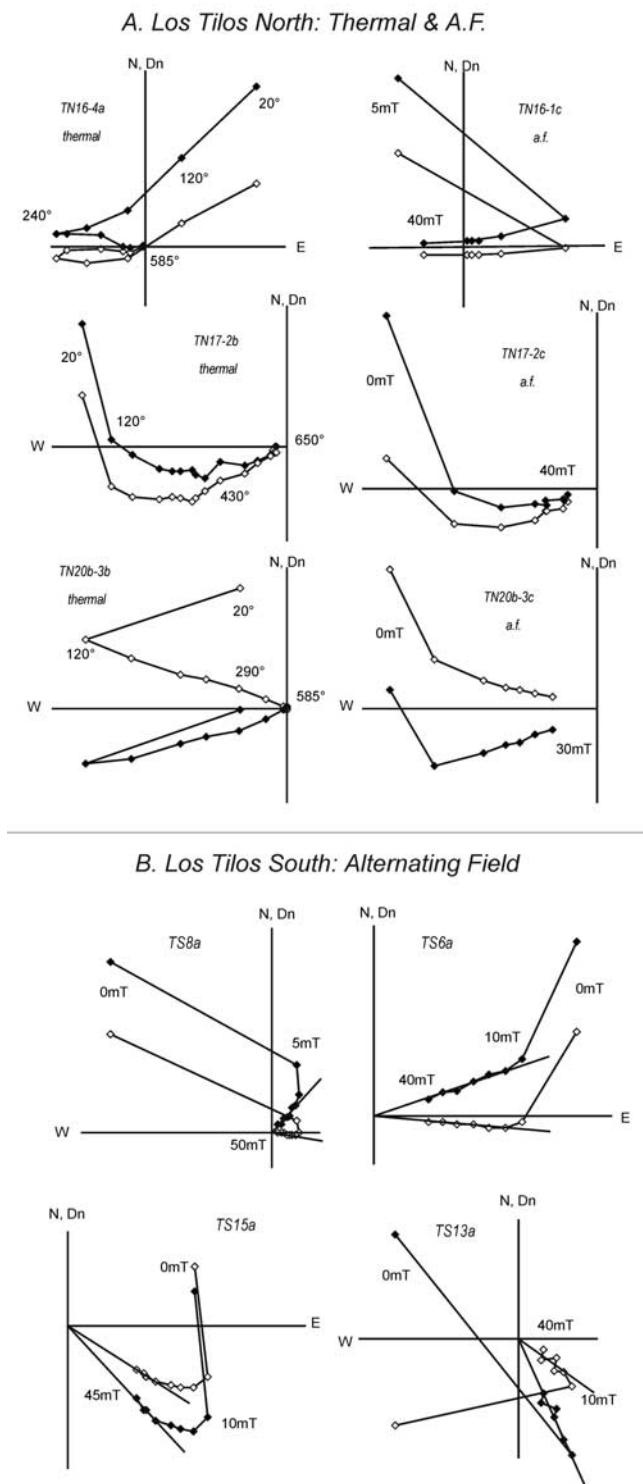 A. Los Tilos North: Thermal & A.F.
N, Dn
TN16-4a
thermal
20°
120°
240°
585°
E
N, Dn
TN16-1c
a.f.
5mT
40mT
E
N, Dn
TN17-2b
thermal
20°
120°
W
650°
430°
N, Dn
TN17-2c
a.f.
0mT
40mT
W
N, Dn
TN20b-3b
thermal
20°
120°
290°
W
585°
N, Dn
TN20b-3c
a.f.
0mT
W
30mT
B. Los Tilos South: Alternating Field
N, Dn
TS8a
0mT
5mT
W
50mT
N, Dn
TS6a
0mT
10mT
40mT
E
N, Dn
TS15a
0mT
E
45mT
10mT
N, Dn
TS13a
0mT
W
40mT
10mT